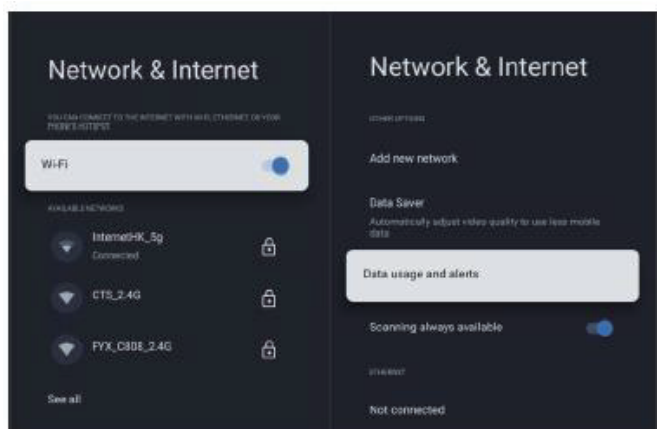 Network & Internet
YOU CAN CONNECT TO THE INTERNET WITH WI-FI, ETHERNET, OR YOUR
PHONE'S HOTSPOT
Wi-Fi
AVAILABLE NETWORKS
InternetHK_5g
Connected
CTS_2.4G
FYX_C808_2.4G
See all
Network & Internet
OTHER OPTIONS
Add new network
Data Saver
Automatically adjust video quality to use less mobile
data
Data usage and alerts
Scanning always available
ETHERNET
Not connected